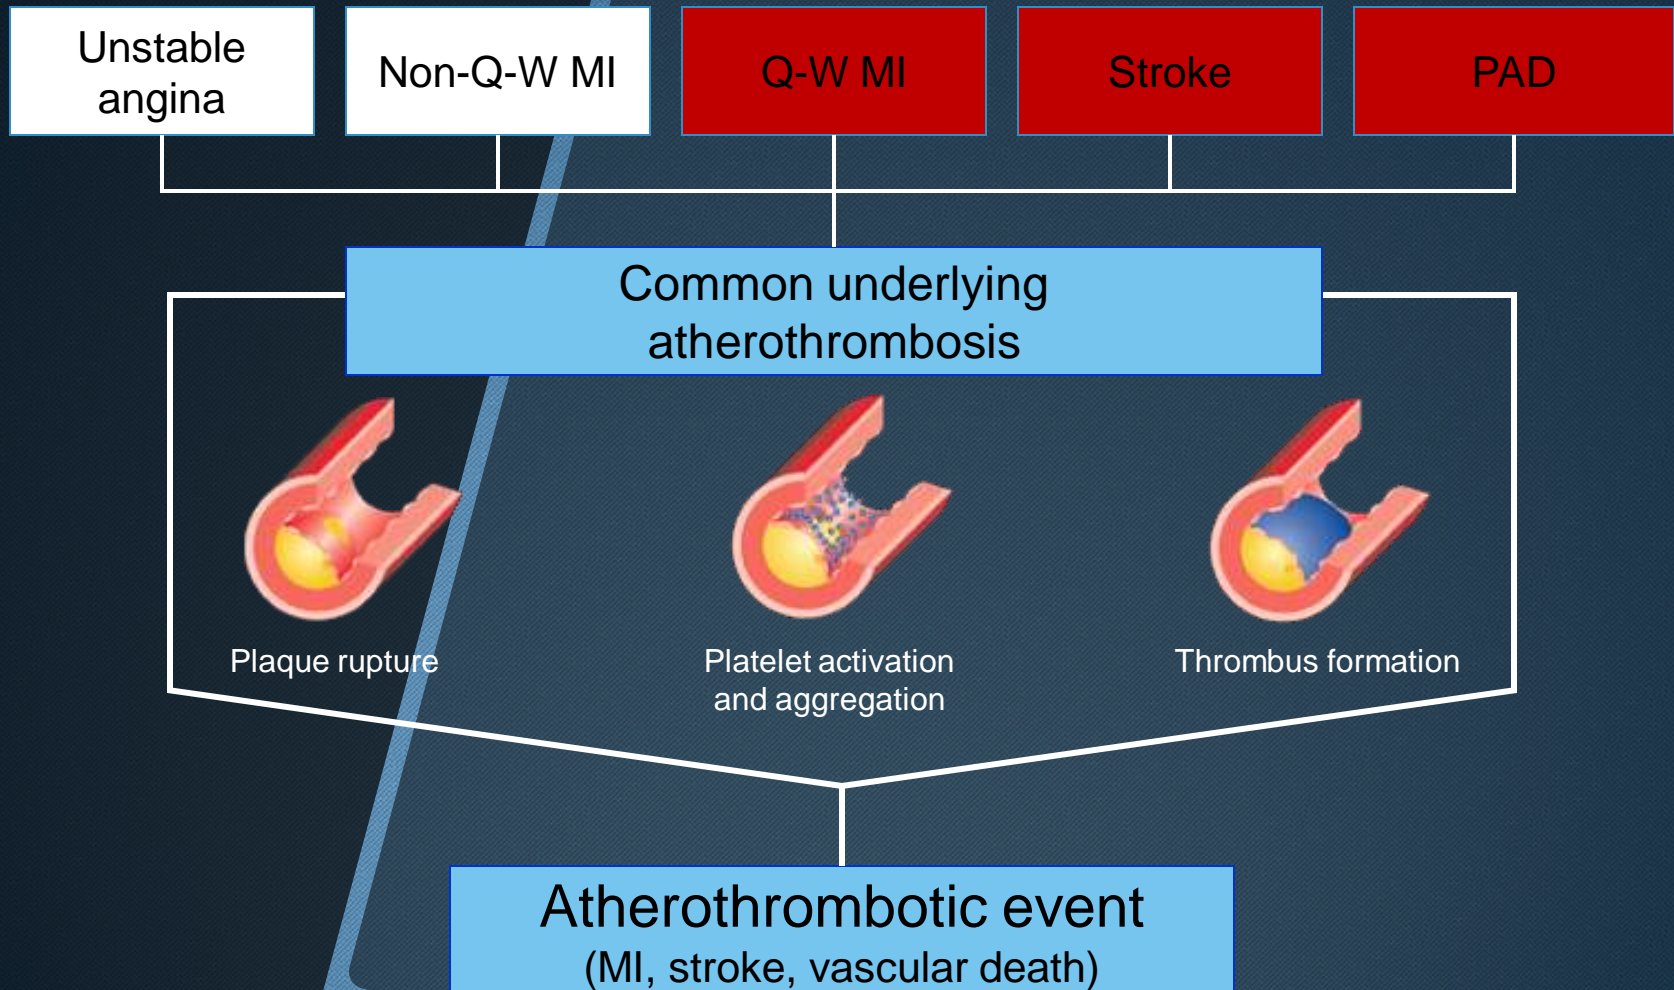 Unstable
angina
Non-Q-W MI
Q-W MI
Stroke
PAD
Common underlying
atherothrombosis
Plaque rupture
Platelet activation
and aggregation
Thrombus formation
Atherothrombotic event
(MI, stroke, vascular death)